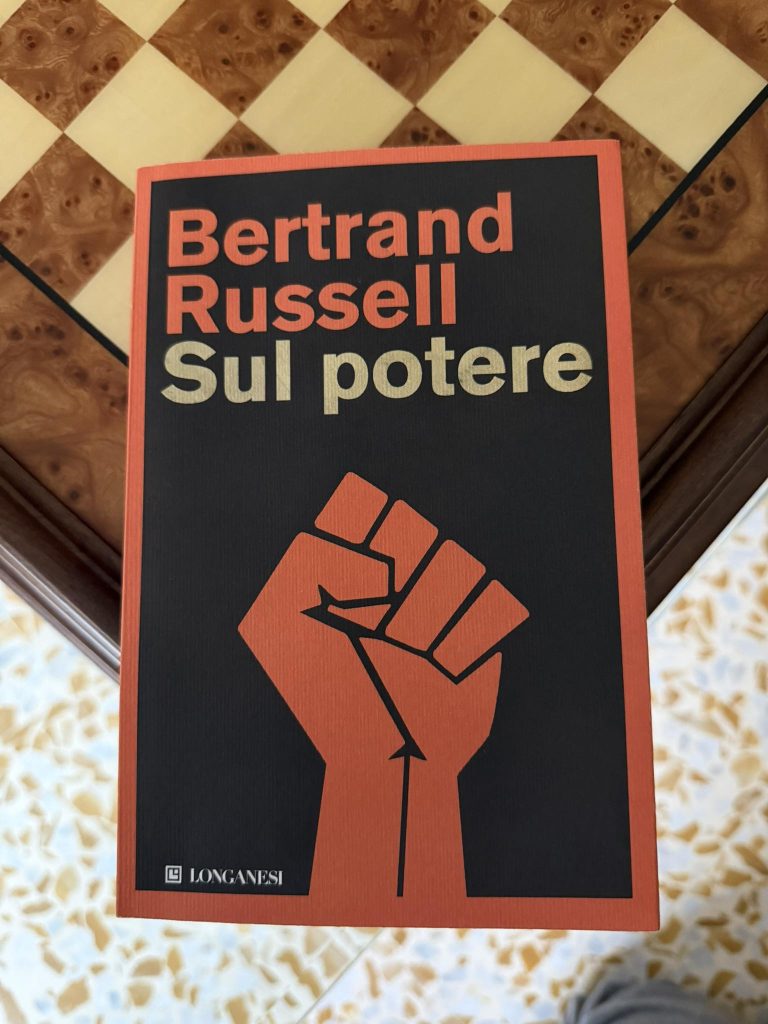 Bertrand
Russell
Sul potere
LONGANESI